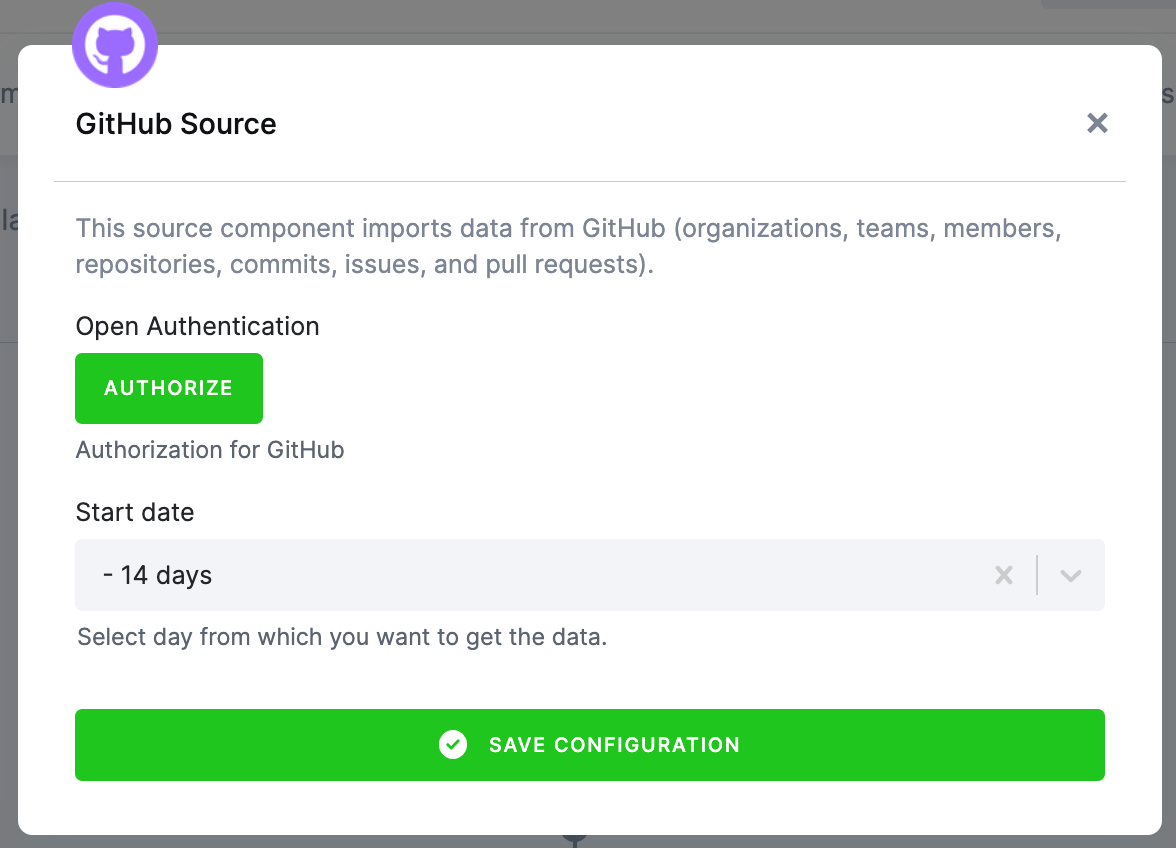 GitHub Source
This source component imports data from GitHub (organizations, teams, members,
repositories, commits, issues, and pull requests).
Open Authentication
AUTHORIZE
Authorization for GitHub
Start date
- 14 days
Select day from which you want to get the data.
SAVE CONFIGURATION